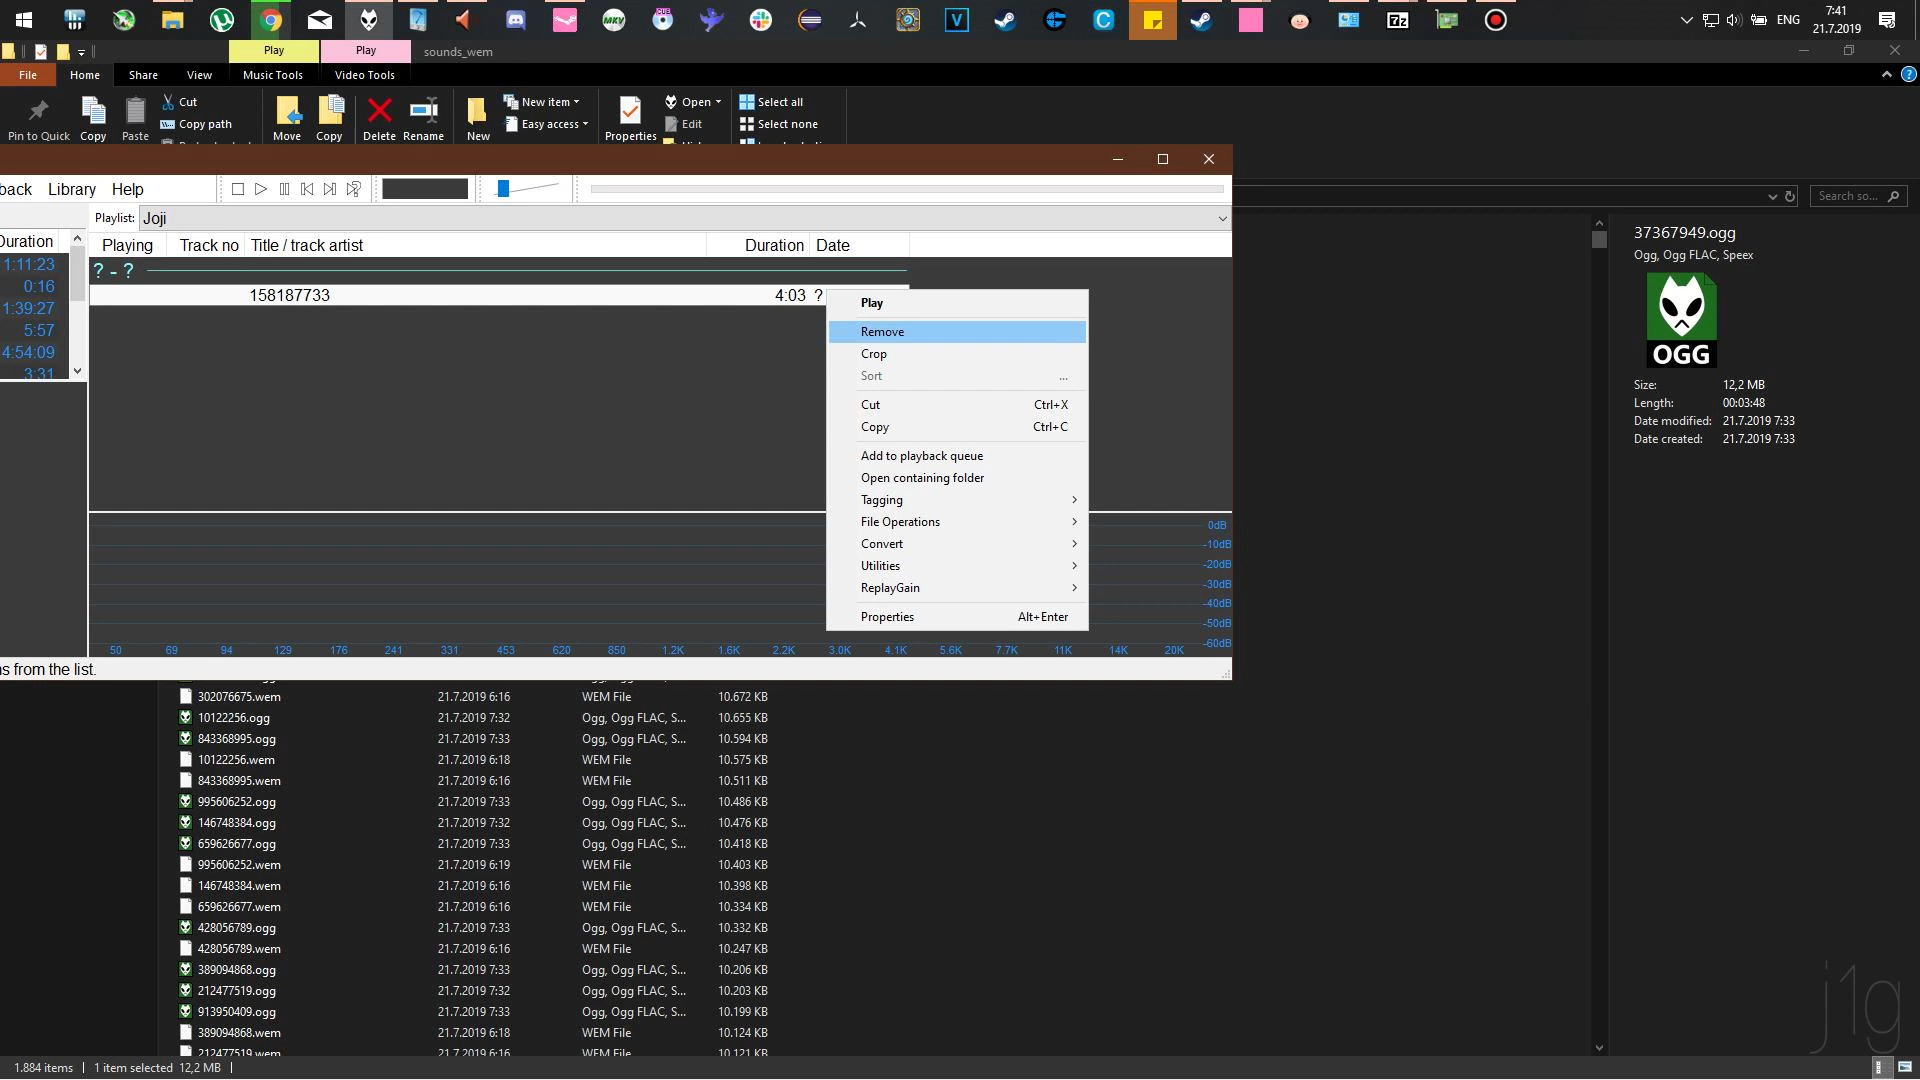 7:41
ENG
21.7.2019
Play
Play
sounds_wem
File
Home
Share
View
Music Tools
Video Tools
Pin to Quick
Copy
Paste
Cut
Copy path
Move
Copy
Delete
Rename
New
New item
Easy access
Properties
Open
Edit
Select all
Select none
back
Library
Help
Search so...
Playlist:
Joji
Duration
Playing
Track no
Title / track artist
Duration
Date
1:11:23
0:16
1:39:27
5:57
4:54:09
3:31
? - ?
158187733
4:03
?
Play
Remove
Crop
Sort
...
Cut
Ctrl+X
Copy
Ctrl+C
Add to playback queue
Open containing folder
Tagging
File Operations
Convert
Utilities
ReplayGain
Properties
Alt+Enter
37367949.ogg
Ogg, Ogg FLAC, Speex
OGG
Size: 12,2 MB
Length: 00:03:48
Date modified: 21.7.2019 7:33
Date created: 21.7.2019 7:33
0dB
-10dB
-20dB
-30dB
-40dB
-50dB
-60dB
50 69 94 129 176 241 331 453 620 850 1.2K 1.6K 2.2K 3.0K 4.1K 5.6K 7.7K 11K 14K 20K
s from the list.
302076675.wem 21.7.2019 6:16 WEM File 10.672 KB
10122256.ogg 21.7.2019 7:32 Ogg, Ogg FLAC, S... 10.655 KB
843368995.ogg 21.7.2019 7:33 Ogg, Ogg FLAC, S... 10.594 KB
10122256.wem 21.7.2019 6:18 WEM File 10.575 KB
843368995.wem 21.7.2019 6:16 WEM File 10.511 KB
995606252.ogg 21.7.2019 7:33 Ogg, Ogg FLAC, S... 10.486 KB
146748384.ogg 21.7.2019 7:32 Ogg, Ogg FLAC, S... 10.476 KB
659626677.ogg 21.7.2019 7:33 Ogg, Ogg FLAC, S... 10.418 KB
995606252.wem 21.7.2019 6:19 WEM File 10.403 KB
146748384.wem 21.7.2019 6:16 WEM File 10.398 KB
659626677.wem 21.7.2019 6:16 WEM File 10.334 KB
428056789.ogg 21.7.2019 7:33 Ogg, Ogg FLAC, S... 10.332 KB
428056789.wem 21.7.2019 6:16 WEM File 10.247 KB
389094868.ogg 21.7.2019 7:33 Ogg, Ogg FLAC, S... 10.206 KB
212477519.ogg 21.7.2019 7:32 Ogg, Ogg FLAC, S... 10.203 KB
913950409.ogg 21.7.2019 7:33 Ogg, Ogg FLAC, S... 10.199 KB
389094868.wem 21.7.2019 6:18 WEM File 10.124 KB
212477519.wem 21.7.2019 6:16 WEM File 10.121 KB
j1g
1.884 items
1 item selected 12,2 MB